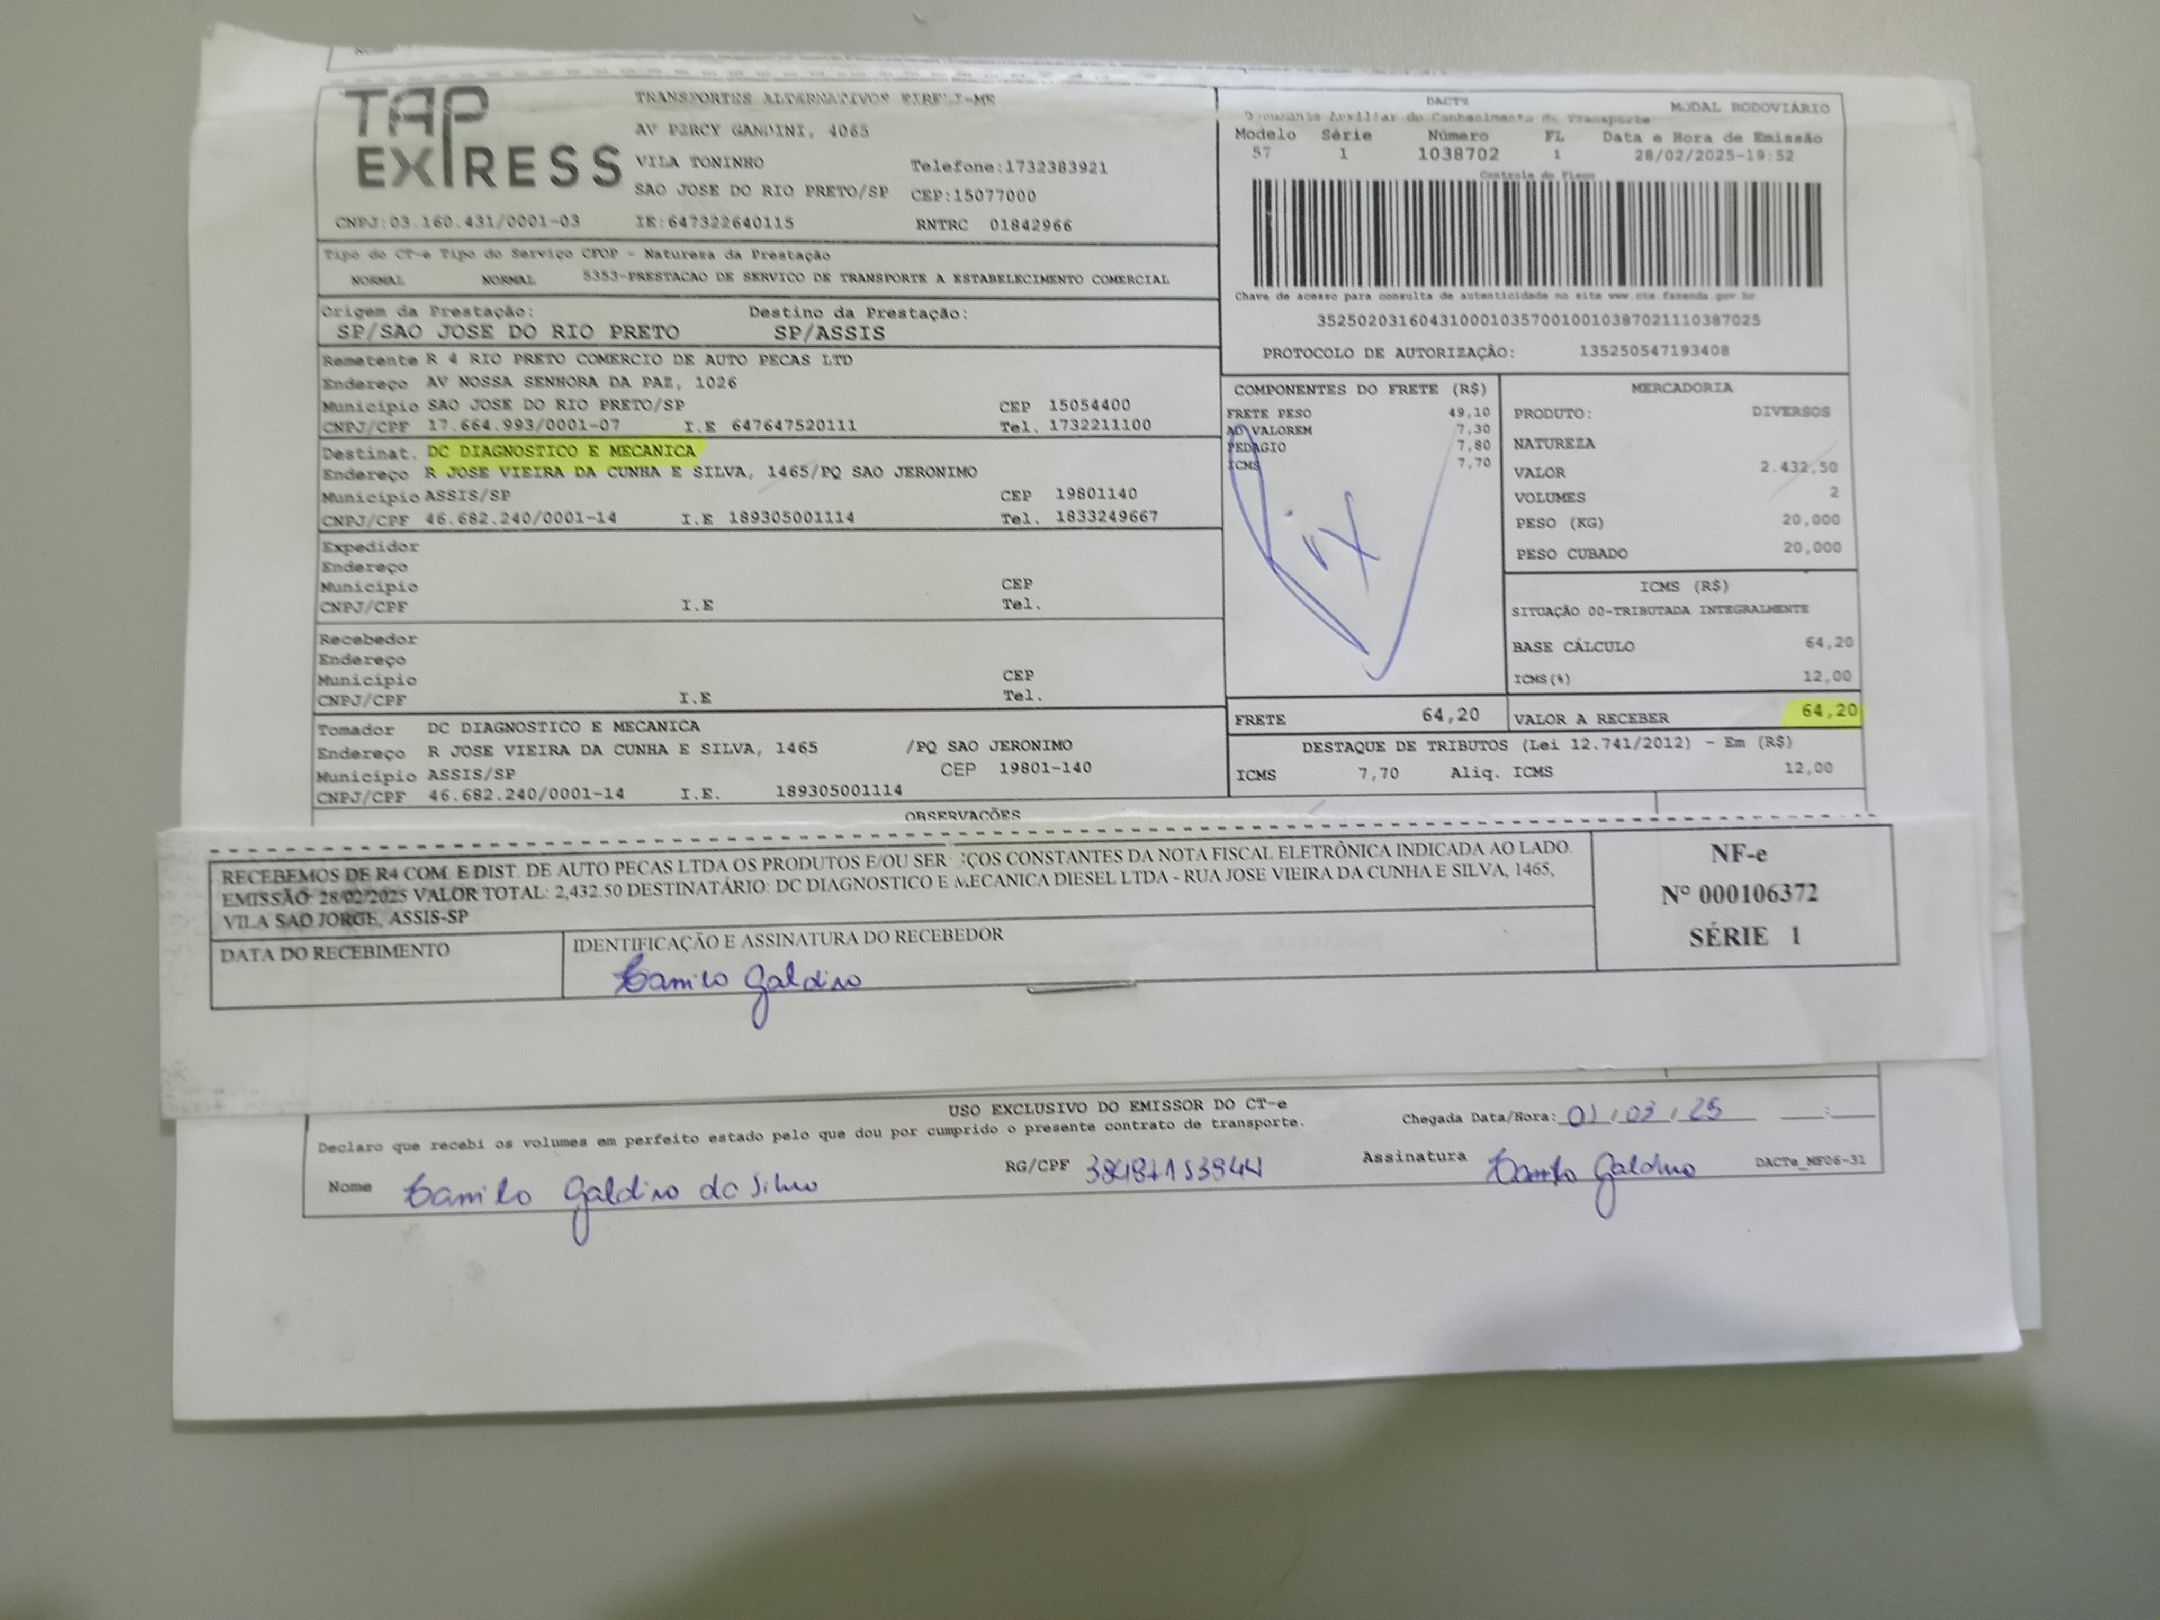 TAP EXPRESS
TRANSPORTES ALTERNATIVOS EIRELI-ME
AV PERCY GANDINI, 4065
VILA TONINHO Telefone:1732383921
SAO JOSE DO RIO PRETO/SP CEP:15077000
CNPJ:03.160.431/0001-03 IE:647322640115 RNTRC 01842966
DACTE MODAL RODOVIÁRIO
Documento Auxiliar do Conhecimento de Transporte
Modelo Série Número FL Data e Hora de Emissão
57 1 1038702 1 28/02/2025-19:52
Controle do Fisco
Chave de acesso para consulta de autenticidade no site www.cte.fazenda.gov.br
35250203160431000103570010010387021110387025
PROTOCOLO DE AUTORIZAÇÃO: 135250547193408
Tipo do CT-e Tipo do Serviço CFOP - Natureza da Prestação
NORMAL NORMAL 5353-PRESTACAO DE SERVICO DE TRANSPORTE A ESTABELECIMENTO COMERCIAL
Origem da Prestação: Destino da Prestação:
SP/SAO JOSE DO RIO PRETO SP/ASSIS
Remetente R 4 RIO PRETO COMERCIO DE AUTO PECAS LTD
Endereço AV NOSSA SENHORA DA PAZ, 1026
Município SAO JOSE DO RIO PRETO/SP CEP 15054400
CNPJ/CPF 17.664.993/0001-07 I.E 647647520111 Tel. 1732211100
Destinat. DC DIAGNOSTICO E MECANICA
Endereço R JOSE VIEIRA DA CUNHA E SILVA, 1465/PQ SAO JERONIMO
Município ASSIS/SP CEP 19801140
CNPJ/CPF 46.682.240/0001-14 I.E 189305001114 Tel. 1833249667
Expedidor
Endereço
Município CEP
CNPJ/CPF I.E Tel.
Recebedor
Endereço
Município CEP
CNPJ/CPF I.E Tel.
Tomador DC DIAGNOSTICO E MECANICA
Endereço R JOSE VIEIRA DA CUNHA E SILVA, 1465 /PQ SAO JERONIMO
Município ASSIS/SP CEP 19801-140
CNPJ/CPF 46.682.240/0001-14 I.E. 189305001114
OBSERVAÇÕES
COMPONENTES DO FRETE (R$)
FRETE PESO 49,10
AD VALOREM 7,30
PEDAGIO 7,80
ICMS 7,70
Pix
FRETE 64,20
MERCADORIA
PRODUTO: DIVERSOS
NATUREZA
VALOR 2.432,50
VOLUMES 2
PESO (KG) 20,000
PESO CUBADO 20,000
ICMS (R$)
SITUAÇÃO 00-TRIBUTADA INTEGRALMENTE
BASE CÁLCULO 64,20
ICMS(%) 12,00
VALOR A RECEBER 64,20
DESTAQUE DE TRIBUTOS (Lei 12.741/2012) - Em (R$)
ICMS 7,70 Aliq. ICMS 12,00
RECEBEMOS DE R4 COM. E DIST. DE AUTO PECAS LTDA OS PRODUTOS E/OU SERVIÇOS CONSTANTES DA NOTA FISCAL ELETRÔNICA INDICADA AO LADO.
EMISSÃO: 28/02/2025 VALOR TOTAL: 2,432.50 DESTINATÁRIO: DC DIAGNOSTICO E MECANICA DIESEL LTDA - RUA JOSE VIEIRA DA CUNHA E SILVA, 1465,
VILA SAO JORGE, ASSIS-SP
DATA DO RECEBIMENTO IDENTIFICAÇÃO E ASSINATURA DO RECEBEDOR
Camilo Galdino
NF-e
Nº 000106372
SÉRIE 1
USO EXCLUSIVO DO EMISSOR DO CT-e
Declaro que recebi os volumes em perfeito estado pelo que dou por cumprido o presente contrato de transporte.
Chegada Data/Hora: 01/03/25 __:__
Nome Camilo Galdino da Silva RG/CPF Assinatura Camilo Galdino DACTe_MF06-31